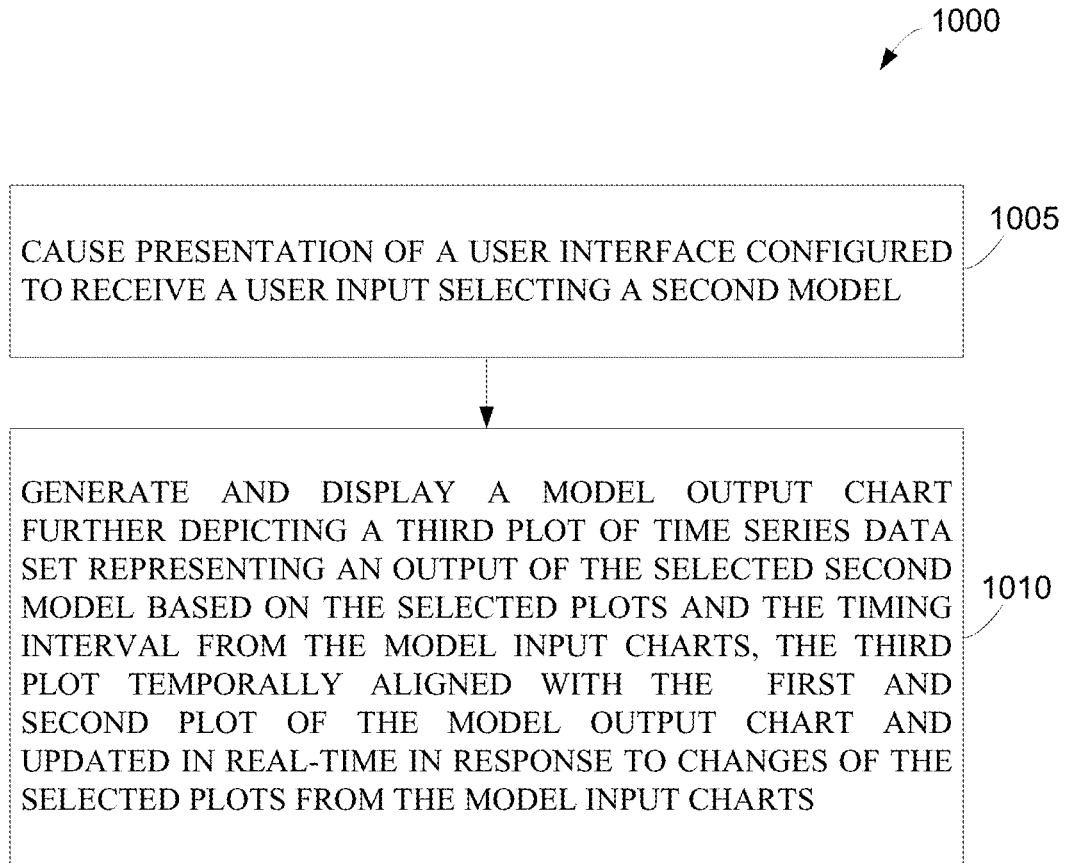 1000
CAUSE PRESENTATION OF A USER INTERFACE CONFIGURED
TO RECEIVE A USER INPUT SELECTING A SECOND MODEL
1005
GENERATE AND DISPLAY A MODEL OUTPUT CHART
FURTHER DEPICTING A THIRD PLOT OF TIME SERIES DATA
SET REPRESENTING AN OUTPUT OF THE SELECTED SECOND
MODEL BASED ON THE SELECTED PLOTS AND THE TIMING
INTERVAL FROM THE MODEL INPUT CHARTS, THE THIRD
PLOT TEMPORALLY ALIGNED WITH THE FIRST AND
SECOND PLOT OF THE MODEL OUTPUT CHART AND
UPDATED IN REAL-TIME IN RESPONSE TO CHANGES OF THE
SELECTED PLOTS FROM THE MODEL INPUT CHARTS
1010